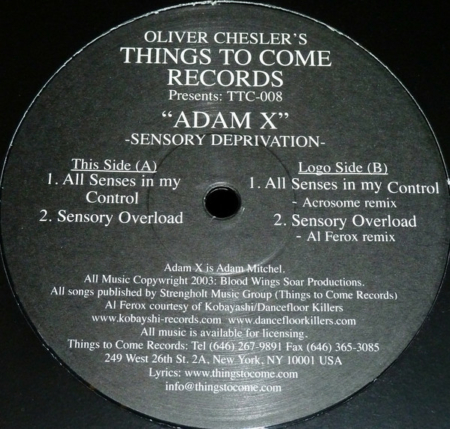 OLIVER CHESLER'S
THINGS TO COME
RECORDS
Presents: TTC-008
"ADAM X"
-SENSORY DEPRIVATION-
This Side (A)
1. All Senses in my
Control
2. Sensory Overload
Logo Side (B)
1. All Senses in my Control
- Acrosome remix
2. Sensory Overload
- Al Ferox remix
Adam X is Adam Mitchel.
All Music Copywright 2003: Blood Wings Soar Productions.
All songs published by Strengholt Music Group (Things to Come Records)
Al Ferox courtesy of Kobayashi/Dancefloor Killers
www.kobayshi-records.com www.dancefloorkillers.com
All music is available for licensing.
Things to Come Records: Tel (646) 267-9891 Fax (646) 365-3085
249 West 26th St. 2A, New York, NY 10001 USA
Lyrics: www.thingstocome.com
info@thingstocome.com